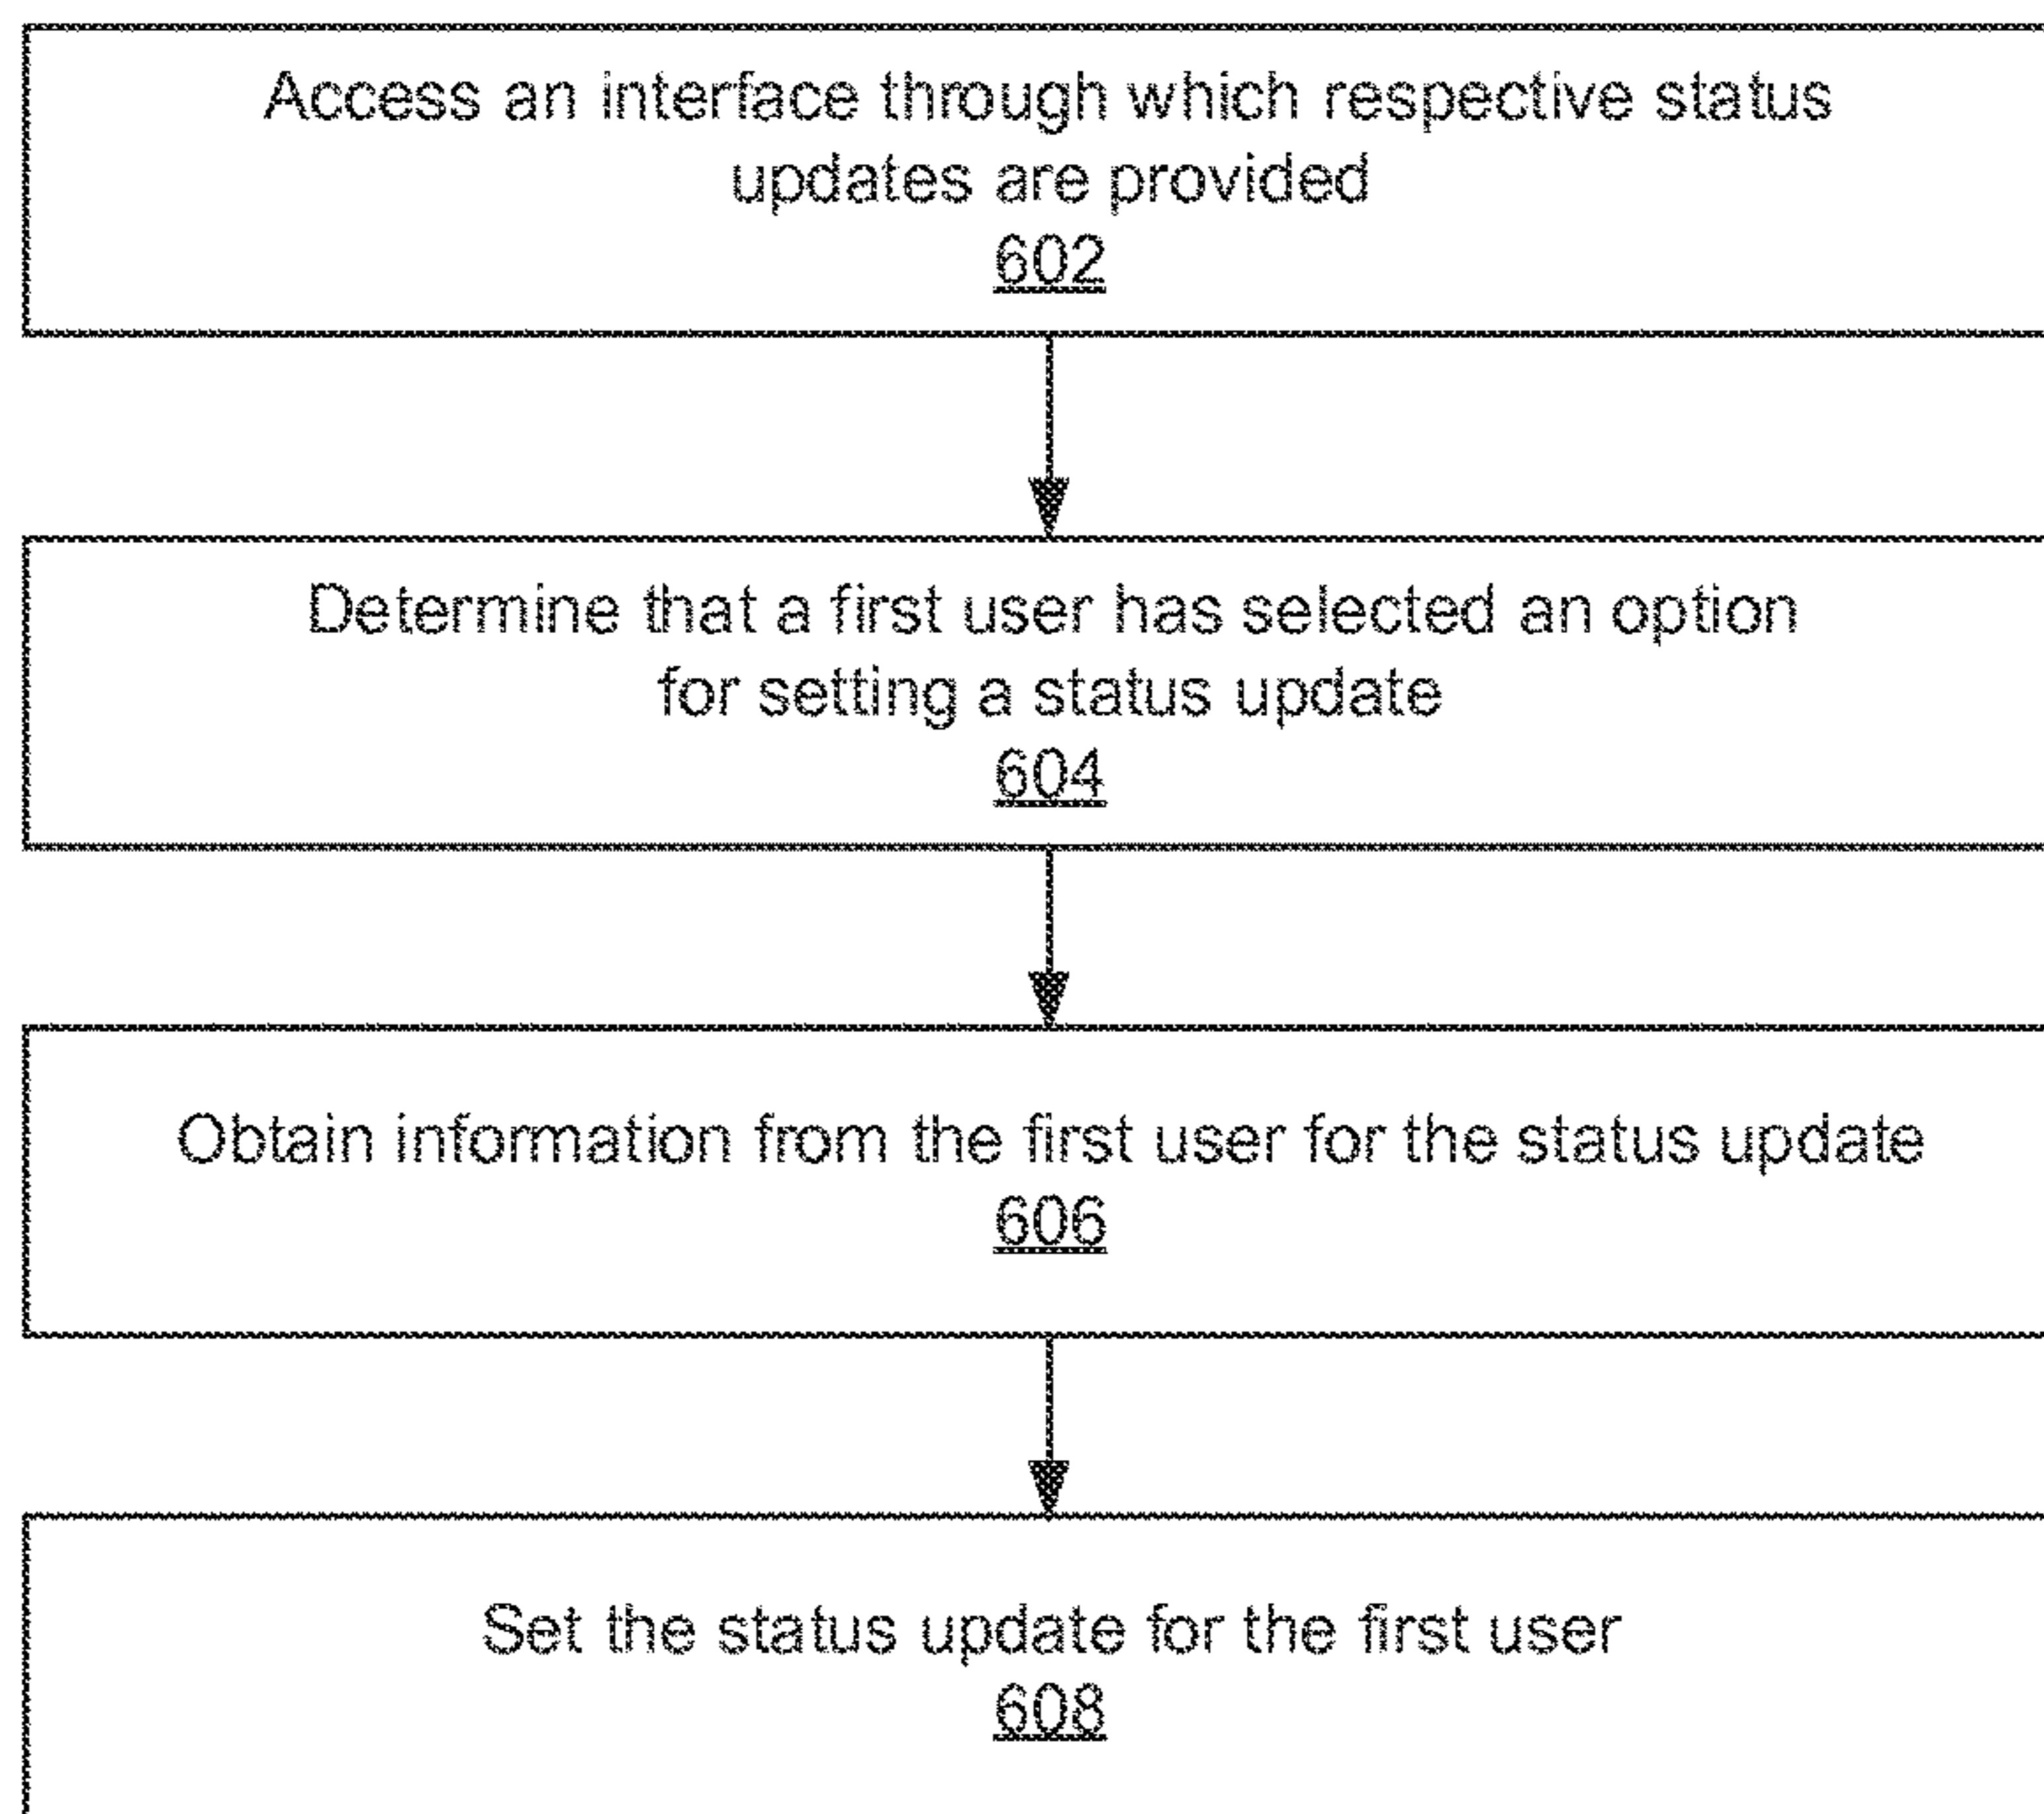 Access an interface through which respective status
updates are provided
602
Determine that a first user has selected an option
for setting a status update
604
Obtain information from the first user for the status update
606
Set the status update for the first user
608